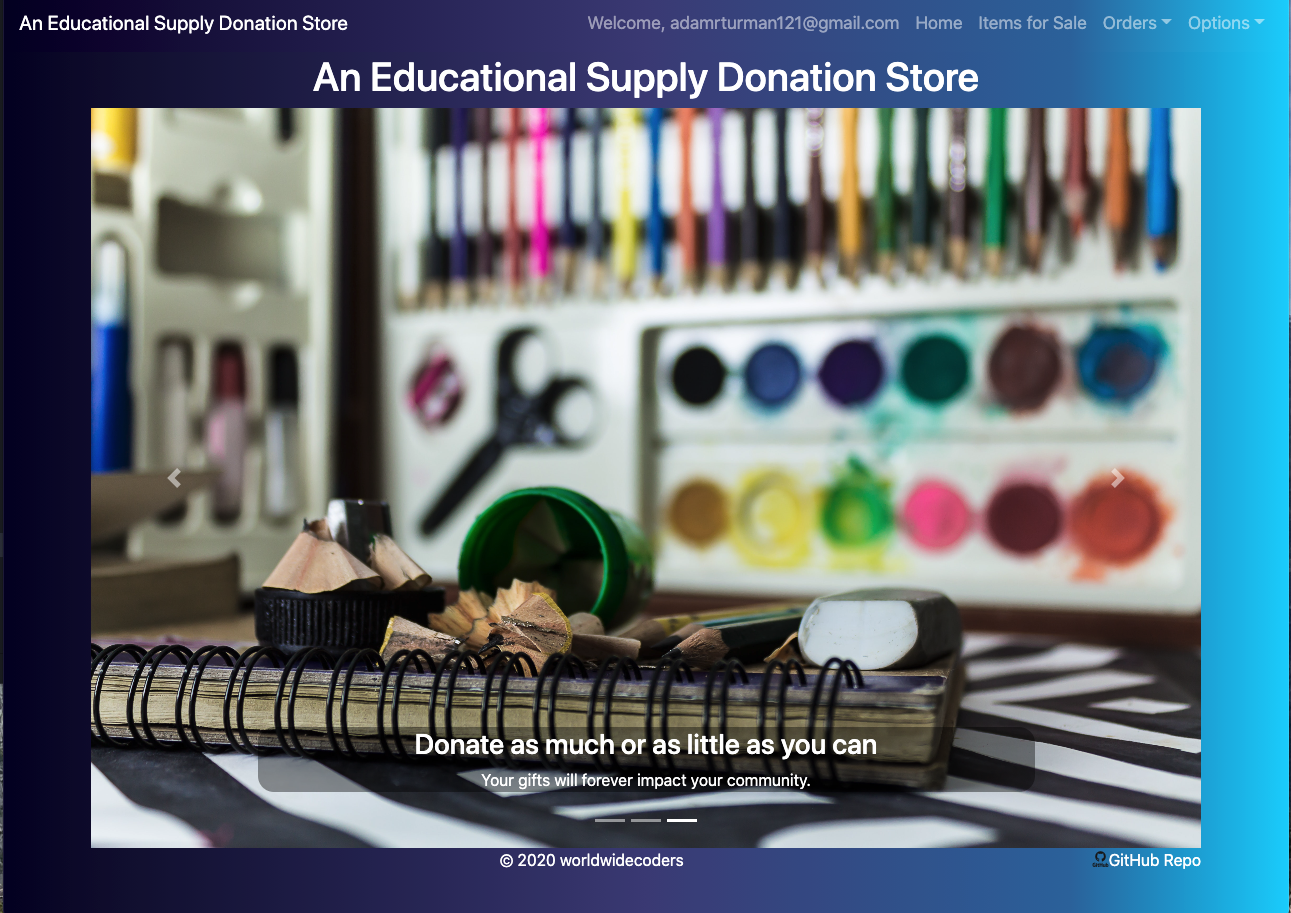 An Educational Supply Donation Store
Welcome, adamrturman121@gmail.com Home Items for Sale Orders Options
An Educational Supply Donation Store
Donate as much or as little as you can
Your gifts will forever impact your community.
© 2020 worldwidecoders
GitHub GitHub Repo